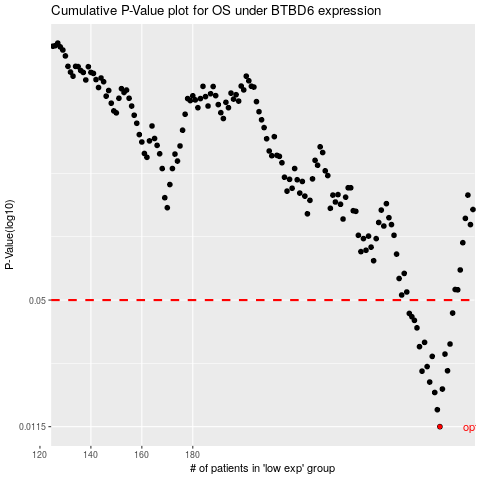 Cumulative P-Value plot for OS under BTBD6 expression
P-Value(log10)
0.05
0.0115
op
120 140 160 180
# of patients in 'low exp' group